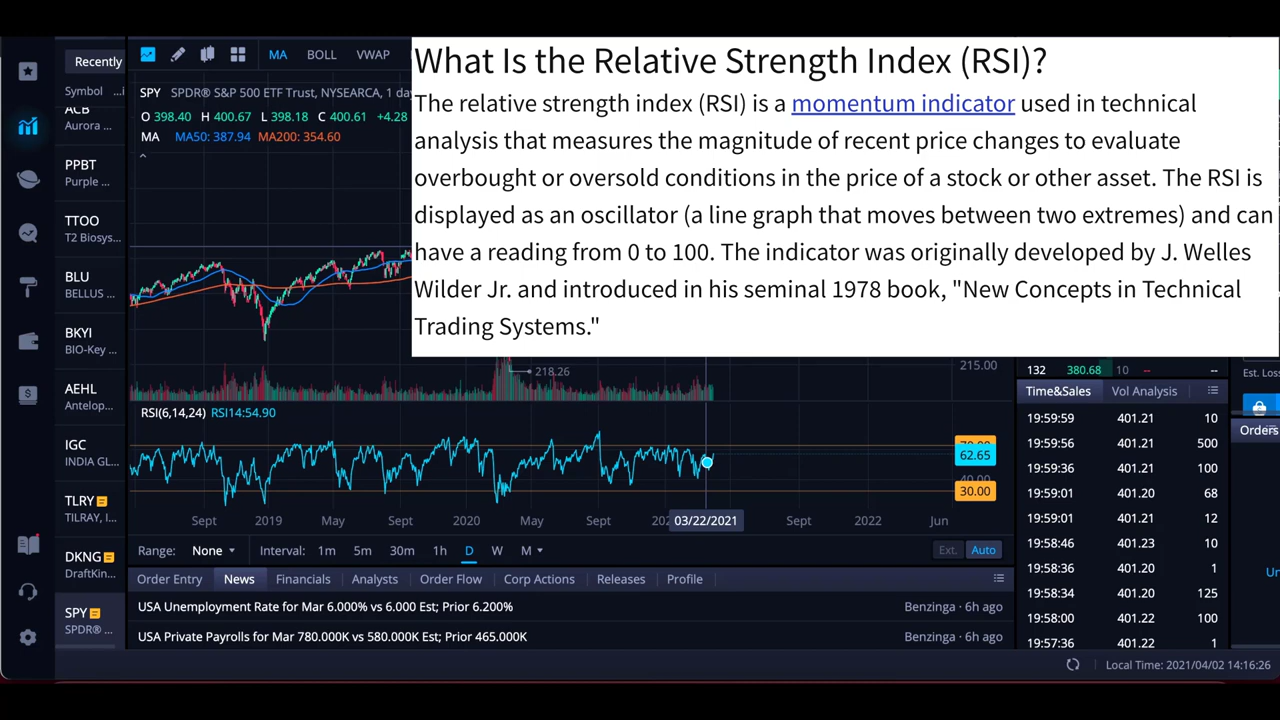 Recently
Symbol ...i
ACB
Aurora ...
PPBT
Purple ...
TTOO
T2 Biosys...
BLU
BELLUS ...
BKYI
BIO-Key ...
AEHL
Antelop...
IGC
INDIA GL...
TLRY
TILRAY, I...
DKNG
DraftKin...
SPY
SPDR® ...
MA BOLL VWAP
SPY SPDR® S&P 500 ETF Trust, NYSEARCA, 1 day
O 398.40 H 400.67 L 398.18 C 400.61 +4.28
MA MA50: 387.94 MA200: 354.60
What Is the Relative Strength Index (RSI)?
The relative strength index (RSI) is a momentum indicator used in technical
analysis that measures the magnitude of recent price changes to evaluate
overbought or oversold conditions in the price of a stock or other asset. The RSI is
displayed as an oscillator (a line graph that moves between two extremes) and can
have a reading from 0 to 100. The indicator was originally developed by J. Welles
Wilder Jr. and introduced in his seminal 1978 book, "New Concepts in Technical
Trading Systems."
218.26
215.00
RSI(6,14,24) RSI14:54.90
70.00
62.65
40.00
30.00
Sept 2019 May Sept 2020 May Sept 03/22/2021 Sept 2022 Jun
Range: None Interval: 1m 5m 30m 1h D W M Ext. Auto
Order Entry News Financials Analysts Order Flow Corp Actions Releases Profile
USA Unemployment Rate for Mar 6.000% vs 6.000 Est; Prior 6.200% Benzinga · 6h ago
USA Private Payrolls for Mar 780.000K vs 580.000K Est; Prior 465.000K Benzinga · 6h ago
132 380.68 10 -- --
Time&Sales Vol Analysis
19:59:59 401.21 10
19:59:56 401.21 500
19:59:36 401.21 100
19:59:01 401.20 68
19:59:01 401.21 12
19:58:46 401.23 10
19:58:36 401.20 1
19:58:34 401.20 125
19:58:00 401.22 100
19:57:36 401.22 1
Est. Loss
Orders
Un
Local Time: 2021/04/02 14:16:26